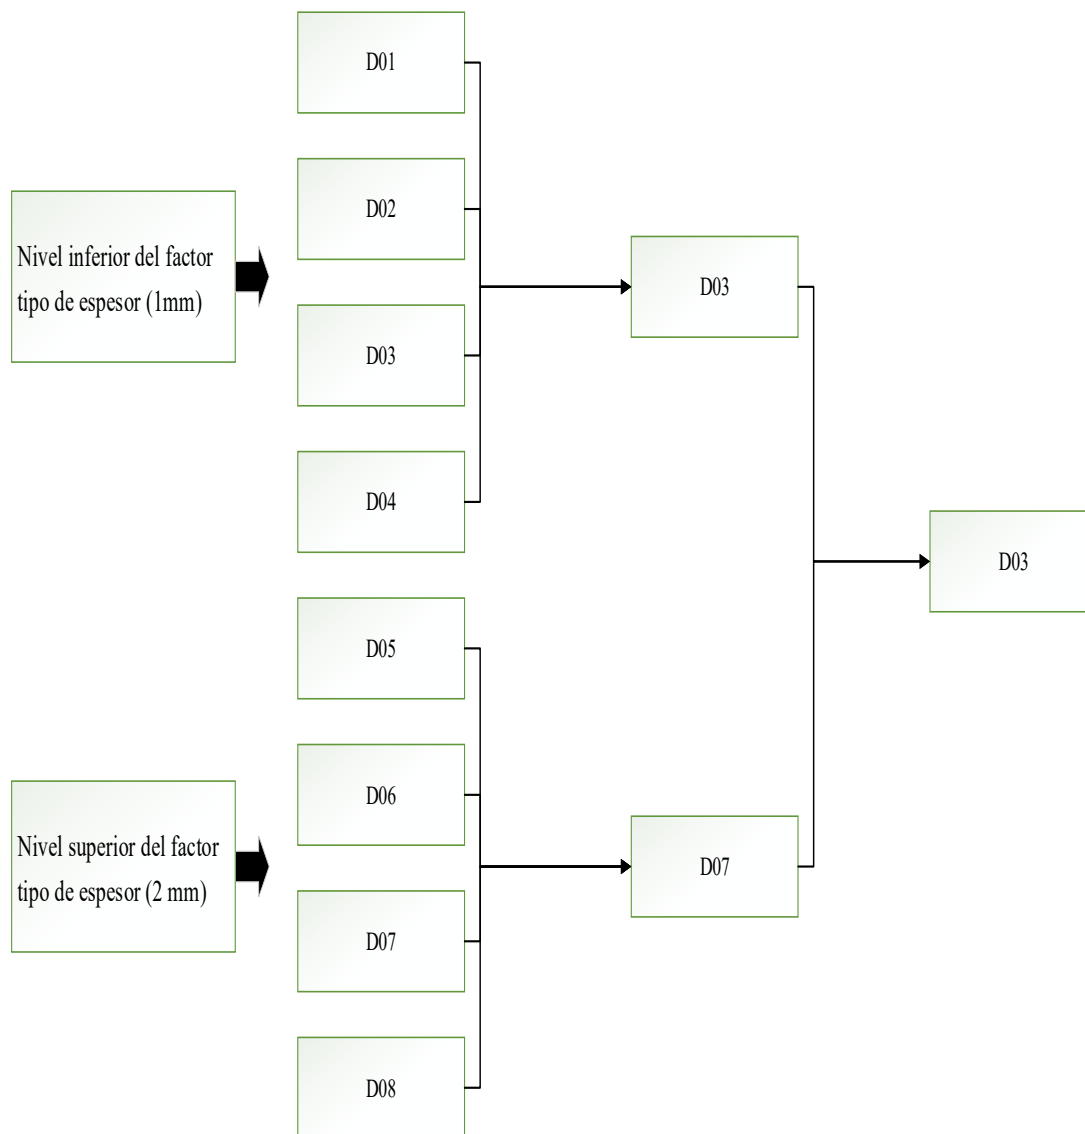 D01
D02
Nivel inferior del factor
tipo de espesor (1mm)
D03
D03
D04
D03
D05
D06
Nivel superior del factor
tipo de espesor (2 mm)
D07
D07
D08